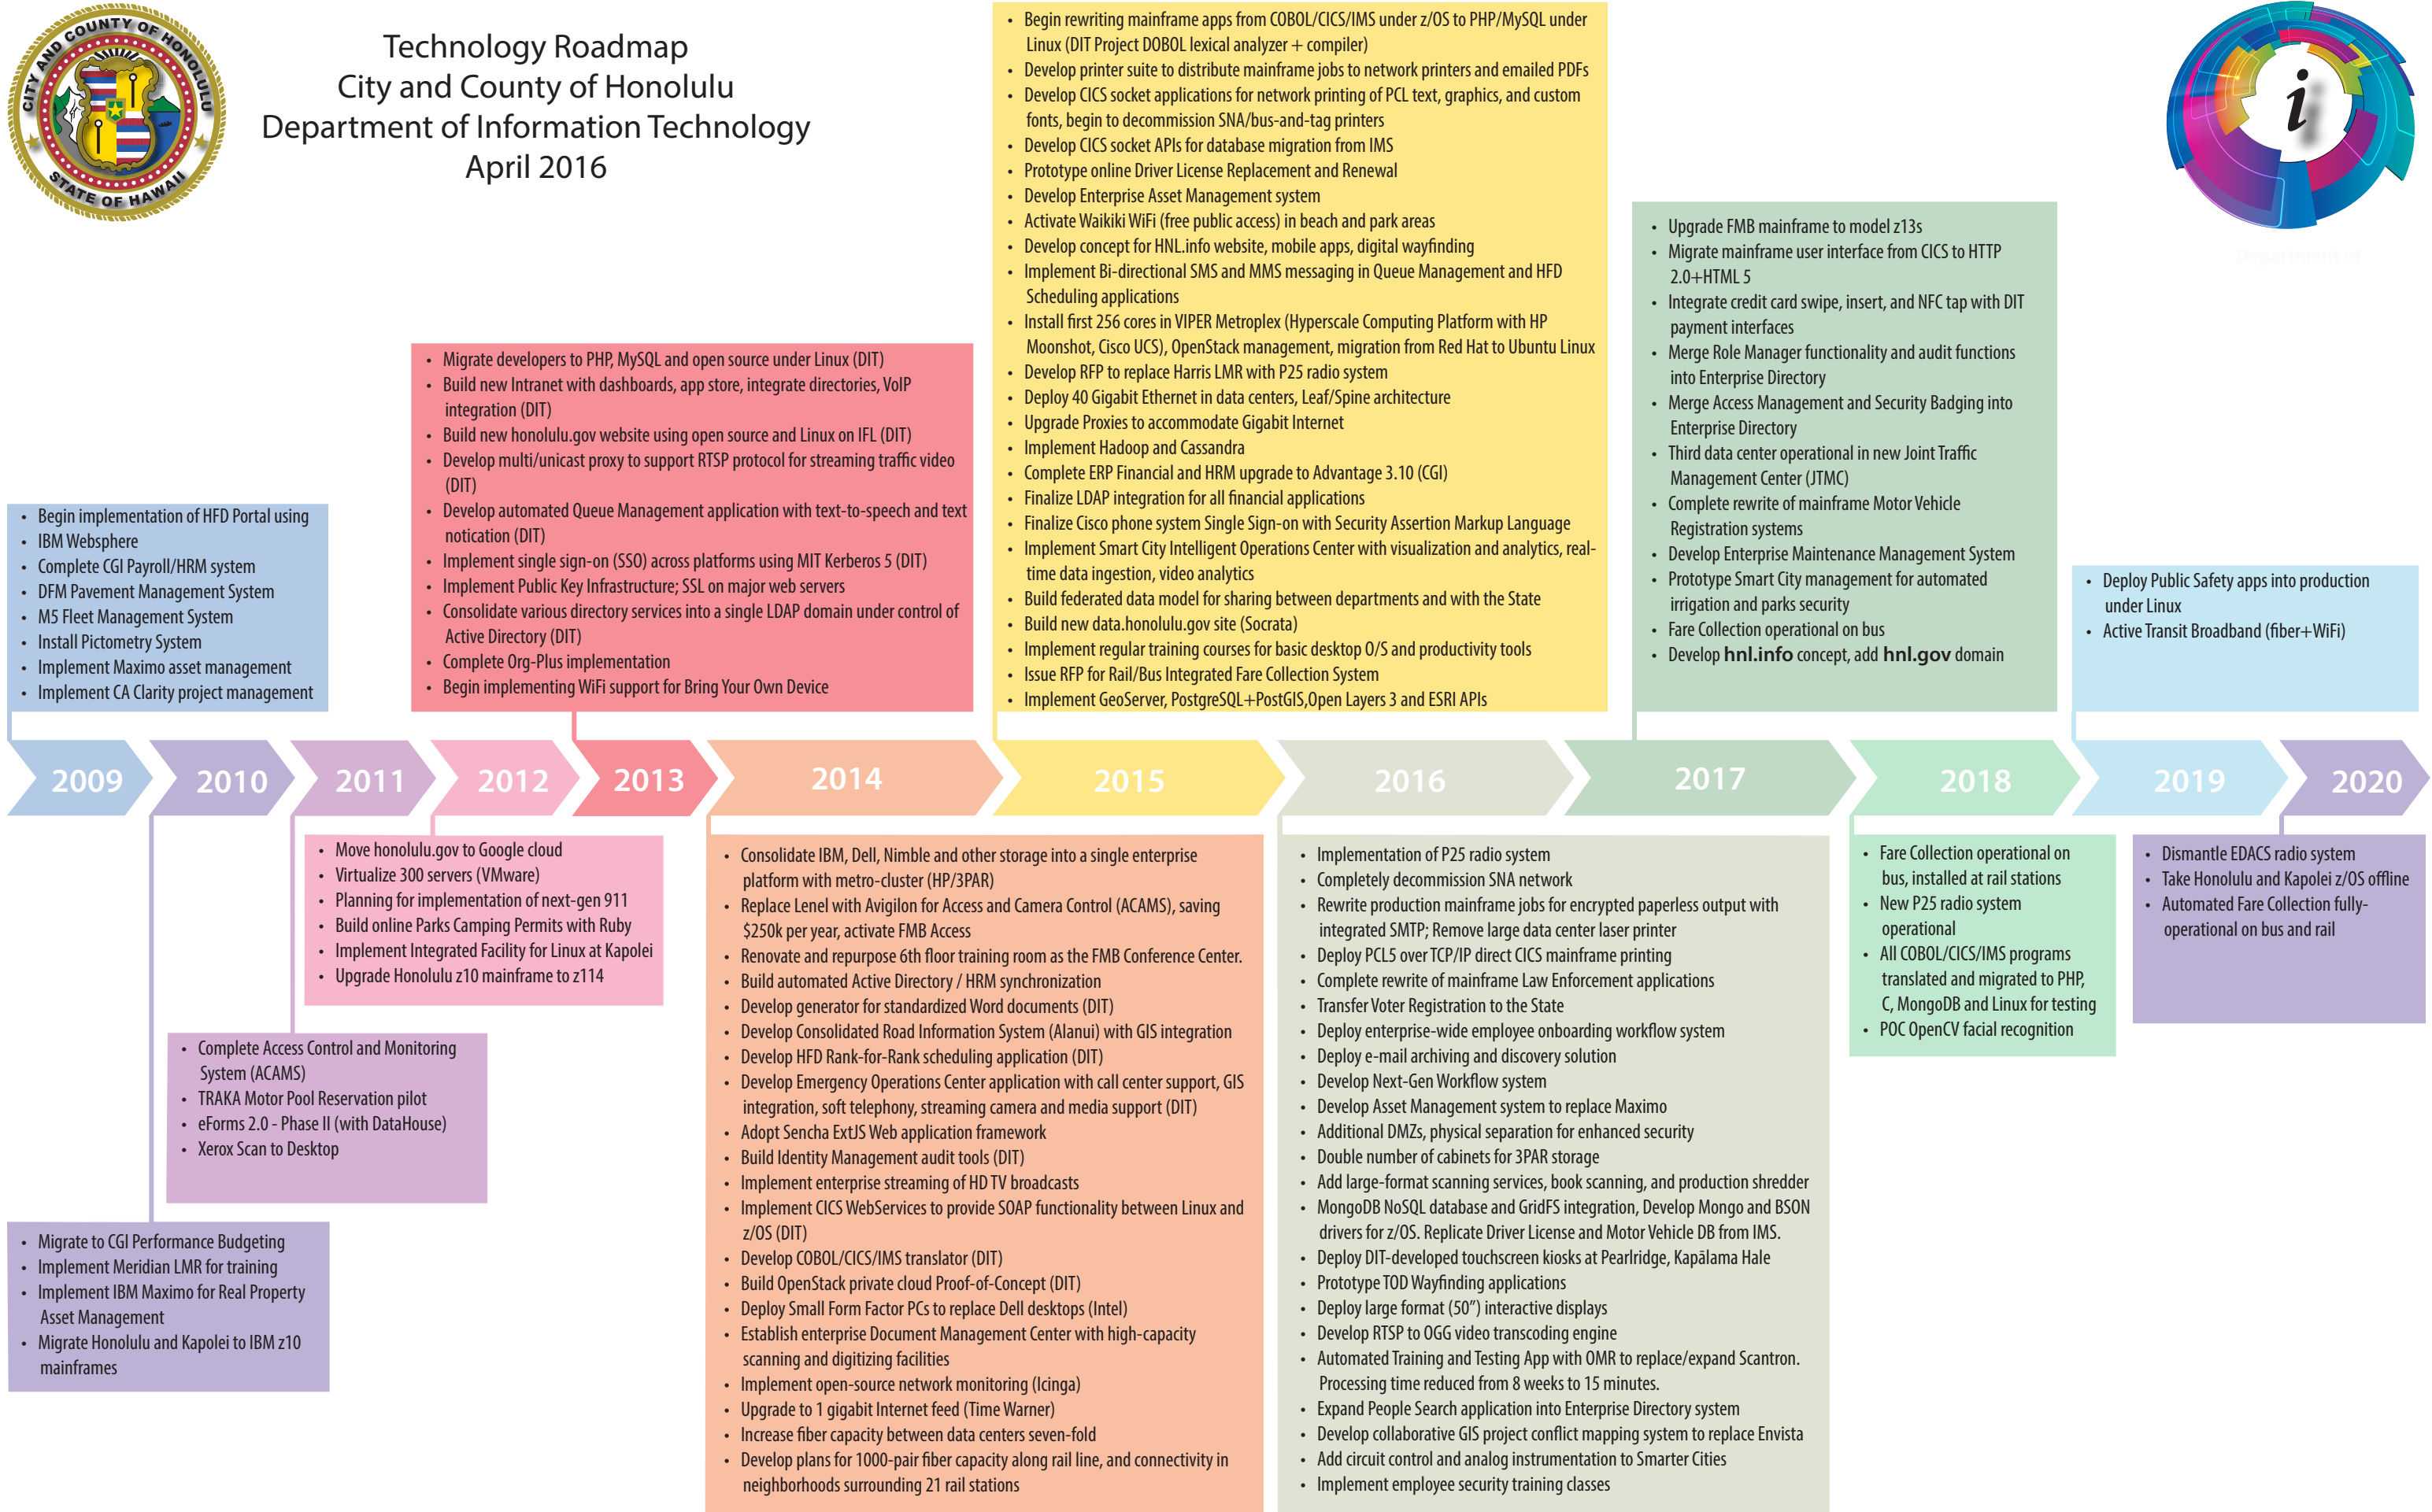 CITY AND COUNTY OF HONOLULU
STATE OF HAWAII
Technology Roadmap
City and County of Honolulu
Department of Information Technology
April 2016
i
Department of
• Begin implementation of HFD Portal using
• IBM Websphere
• Complete CGI Payroll/HRM system
• DFM Pavement Management System
• M5 Fleet Management System
• Install Pictometry System
• Implement Maximo asset management
• Implement CA Clarity project management
• Migrate developers to PHP, MySQL and open source under Linux (DIT)
• Build new Intranet with dashboards, app store, integrate directories, VoIP
integration (DIT)
• Build new honolulu.gov website using open source and Linux on IFL (DIT)
• Develop multi/unicast proxy to support RTSP protocol for streaming traffic video
(DIT)
• Develop automated Queue Management application with text-to-speech and text
notication (DIT)
• Implement single sign-on (SSO) across platforms using MIT Kerberos 5 (DIT)
• Implement Public Key Infrastructure; SSL on major web servers
• Consolidate various directory services into a single LDAP domain under control of
Active Directory (DIT)
• Complete Org-Plus implementation
• Begin implementing WiFi support for Bring Your Own Device
• Begin rewriting mainframe apps from COBOL/CICS/IMS under z/OS to PHP/MySQL under
Linux (DIT Project DOBOL lexical analyzer + compiler)
• Develop printer suite to distribute mainframe jobs to network printers and emailed PDFs
• Develop CICS socket applications for network printing of PCL text, graphics, and custom
fonts, begin to decommission SNA/bus-and-tag printers
• Develop CICS socket APIs for database migration from IMS
• Prototype online Driver License Replacement and Renewal
• Develop Enterprise Asset Management system
• Activate Waikiki WiFi (free public access) in beach and park areas
• Develop concept for HNL.info website, mobile apps, digital wayfinding
• Implement Bi-directional SMS and MMS messaging in Queue Management and HFD
Scheduling applications
• Install first 256 cores in VIPER Metroplex (Hyperscale Computing Platform with HP
Moonshot, Cisco UCS), OpenStack management, migration from Red Hat to Ubuntu Linux
• Develop RFP to replace Harris LMR with P25 radio system
• Deploy 40 Gigabit Ethernet in data centers, Leaf/Spine architecture
• Upgrade Proxies to accommodate Gigabit Internet
• Implement Hadoop and Cassandra
• Complete ERP Financial and HRM upgrade to Advantage 3.10 (CGI)
• Finalize LDAP integration for all financial applications
• Finalize Cisco phone system Single Sign-on with Security Assertion Markup Language
• Implement Smart City Intelligent Operations Center with visualization and analytics, real-
time data ingestion, video analytics
• Build federated data model for sharing between departments and with the State
• Build new data.honolulu.gov site (Socrata)
• Implement regular training courses for basic desktop O/S and productivity tools
• Issue RFP for Rail/Bus Integrated Fare Collection System
• Implement GeoServer, PostgreSQL+PostGIS,Open Layers 3 and ESRI APIs
• Upgrade FMB mainframe to model z13s
• Migrate mainframe user interface from CICS to HTTP
2.0+HTML 5
• Integrate credit card swipe, insert, and NFC tap with DIT
payment interfaces
• Merge Role Manager functionality and audit functions
into Enterprise Directory
• Merge Access Management and Security Badging into
Enterprise Directory
• Third data center operational in new Joint Traffic
Management Center (JTMC)
• Complete rewrite of mainframe Motor Vehicle
Registration systems
• Develop Enterprise Maintenance Management System
• Prototype Smart City management for automated
irrigation and parks security
• Fare Collection operational on bus
• Develop hnl.info concept, add hnl.gov domain
• Deploy Public Safety apps into production
under Linux
• Active Transit Broadband (fiber+WiFi)
2009
2010
2011
2012
2013
2014
2015
2016
2017
2018
2019
2020
• Move honolulu.gov to Google cloud
• Virtualize 300 servers (VMware)
• Planning for implementation of next-gen 911
• Build online Parks Camping Permits with Ruby
• Implement Integrated Facility for Linux at Kapolei
• Upgrade Honolulu z10 mainframe to z114
• Complete Access Control and Monitoring
System (ACAMS)
• TRAKA Motor Pool Reservation pilot
• eForms 2.0 - Phase II (with DataHouse)
• Xerox Scan to Desktop
• Migrate to CGI Performance Budgeting
• Implement Meridian LMR for training
• Implement IBM Maximo for Real Property
Asset Management
• Migrate Honolulu and Kapolei to IBM z10
mainframes
• Consolidate IBM, Dell, Nimble and other storage into a single enterprise
platform with metro-cluster (HP/3PAR)
• Replace Lenel with Avigilon for Access and Camera Control (ACAMS), saving
$250k per year, activate FMB Access
• Renovate and repurpose 6th floor training room as the FMB Conference Center.
• Build automated Active Directory / HRM synchronization
• Develop generator for standardized Word documents (DIT)
• Develop Consolidated Road Information System (Alanui) with GIS integration
• Develop HFD Rank-for-Rank scheduling application (DIT)
• Develop Emergency Operations Center application with call center support, GIS
integration, soft telephony, streaming camera and media support (DIT)
• Adopt Sencha ExtJS Web application framework
• Build Identity Management audit tools (DIT)
• Implement enterprise streaming of HD TV broadcasts
• Implement CICS WebServices to provide SOAP functionality between Linux and
z/OS (DIT)
• Develop COBOL/CICS/IMS translator (DIT)
• Build OpenStack private cloud Proof-of-Concept (DIT)
• Deploy Small Form Factor PCs to replace Dell desktops (Intel)
• Establish enterprise Document Management Center with high-capacity
scanning and digitizing facilities
• Implement open-source network monitoring (Icinga)
• Upgrade to 1 gigabit Internet feed (Time Warner)
• Increase fiber capacity between data centers seven-fold
• Develop plans for 1000-pair fiber capacity along rail line, and connectivity in
neighborhoods surrounding 21 rail stations
• Implementation of P25 radio system
• Completely decommission SNA network
• Rewrite production mainframe jobs for encrypted paperless output with
integrated SMTP; Remove large data center laser printer
• Deploy PCL5 over TCP/IP direct CICS mainframe printing
• Complete rewrite of mainframe Law Enforcement applications
• Transfer Voter Registration to the State
• Deploy enterprise-wide employee onboarding workflow system
• Deploy e-mail archiving and discovery solution
• Develop Next-Gen Workflow system
• Develop Asset Management system to replace Maximo
• Additional DMZs, physical separation for enhanced security
• Double number of cabinets for 3PAR storage
• Add large-format scanning services, book scanning, and production shredder
• MongoDB NoSQL database and GridFS integration, Develop Mongo and BSON
drivers for z/OS. Replicate Driver License and Motor Vehicle DB from IMS.
• Deploy DIT-developed touchscreen kiosks at Pearlridge, Kapālama Hale
• Prototype TOD Wayfinding applications
• Deploy large format (50”) interactive displays
• Develop RTSP to OGG video transcoding engine
• Automated Training and Testing App with OMR to replace/expand Scantron.
Processing time reduced from 8 weeks to 15 minutes.
• Expand People Search application into Enterprise Directory system
• Develop collaborative GIS project conflict mapping system to replace Envista
• Add circuit control and analog instrumentation to Smarter Cities
• Implement employee security training classes
• Fare Collection operational on
bus, installed at rail stations
• New P25 radio system
operational
• All COBOL/CICS/IMS programs
translated and migrated to PHP,
C, MongoDB and Linux for testing
• POC OpenCV facial recognition
• Dismantle EDACS radio system
• Take Honolulu and Kapolei z/OS offline
• Automated Fare Collection fully-
operational on bus and rail